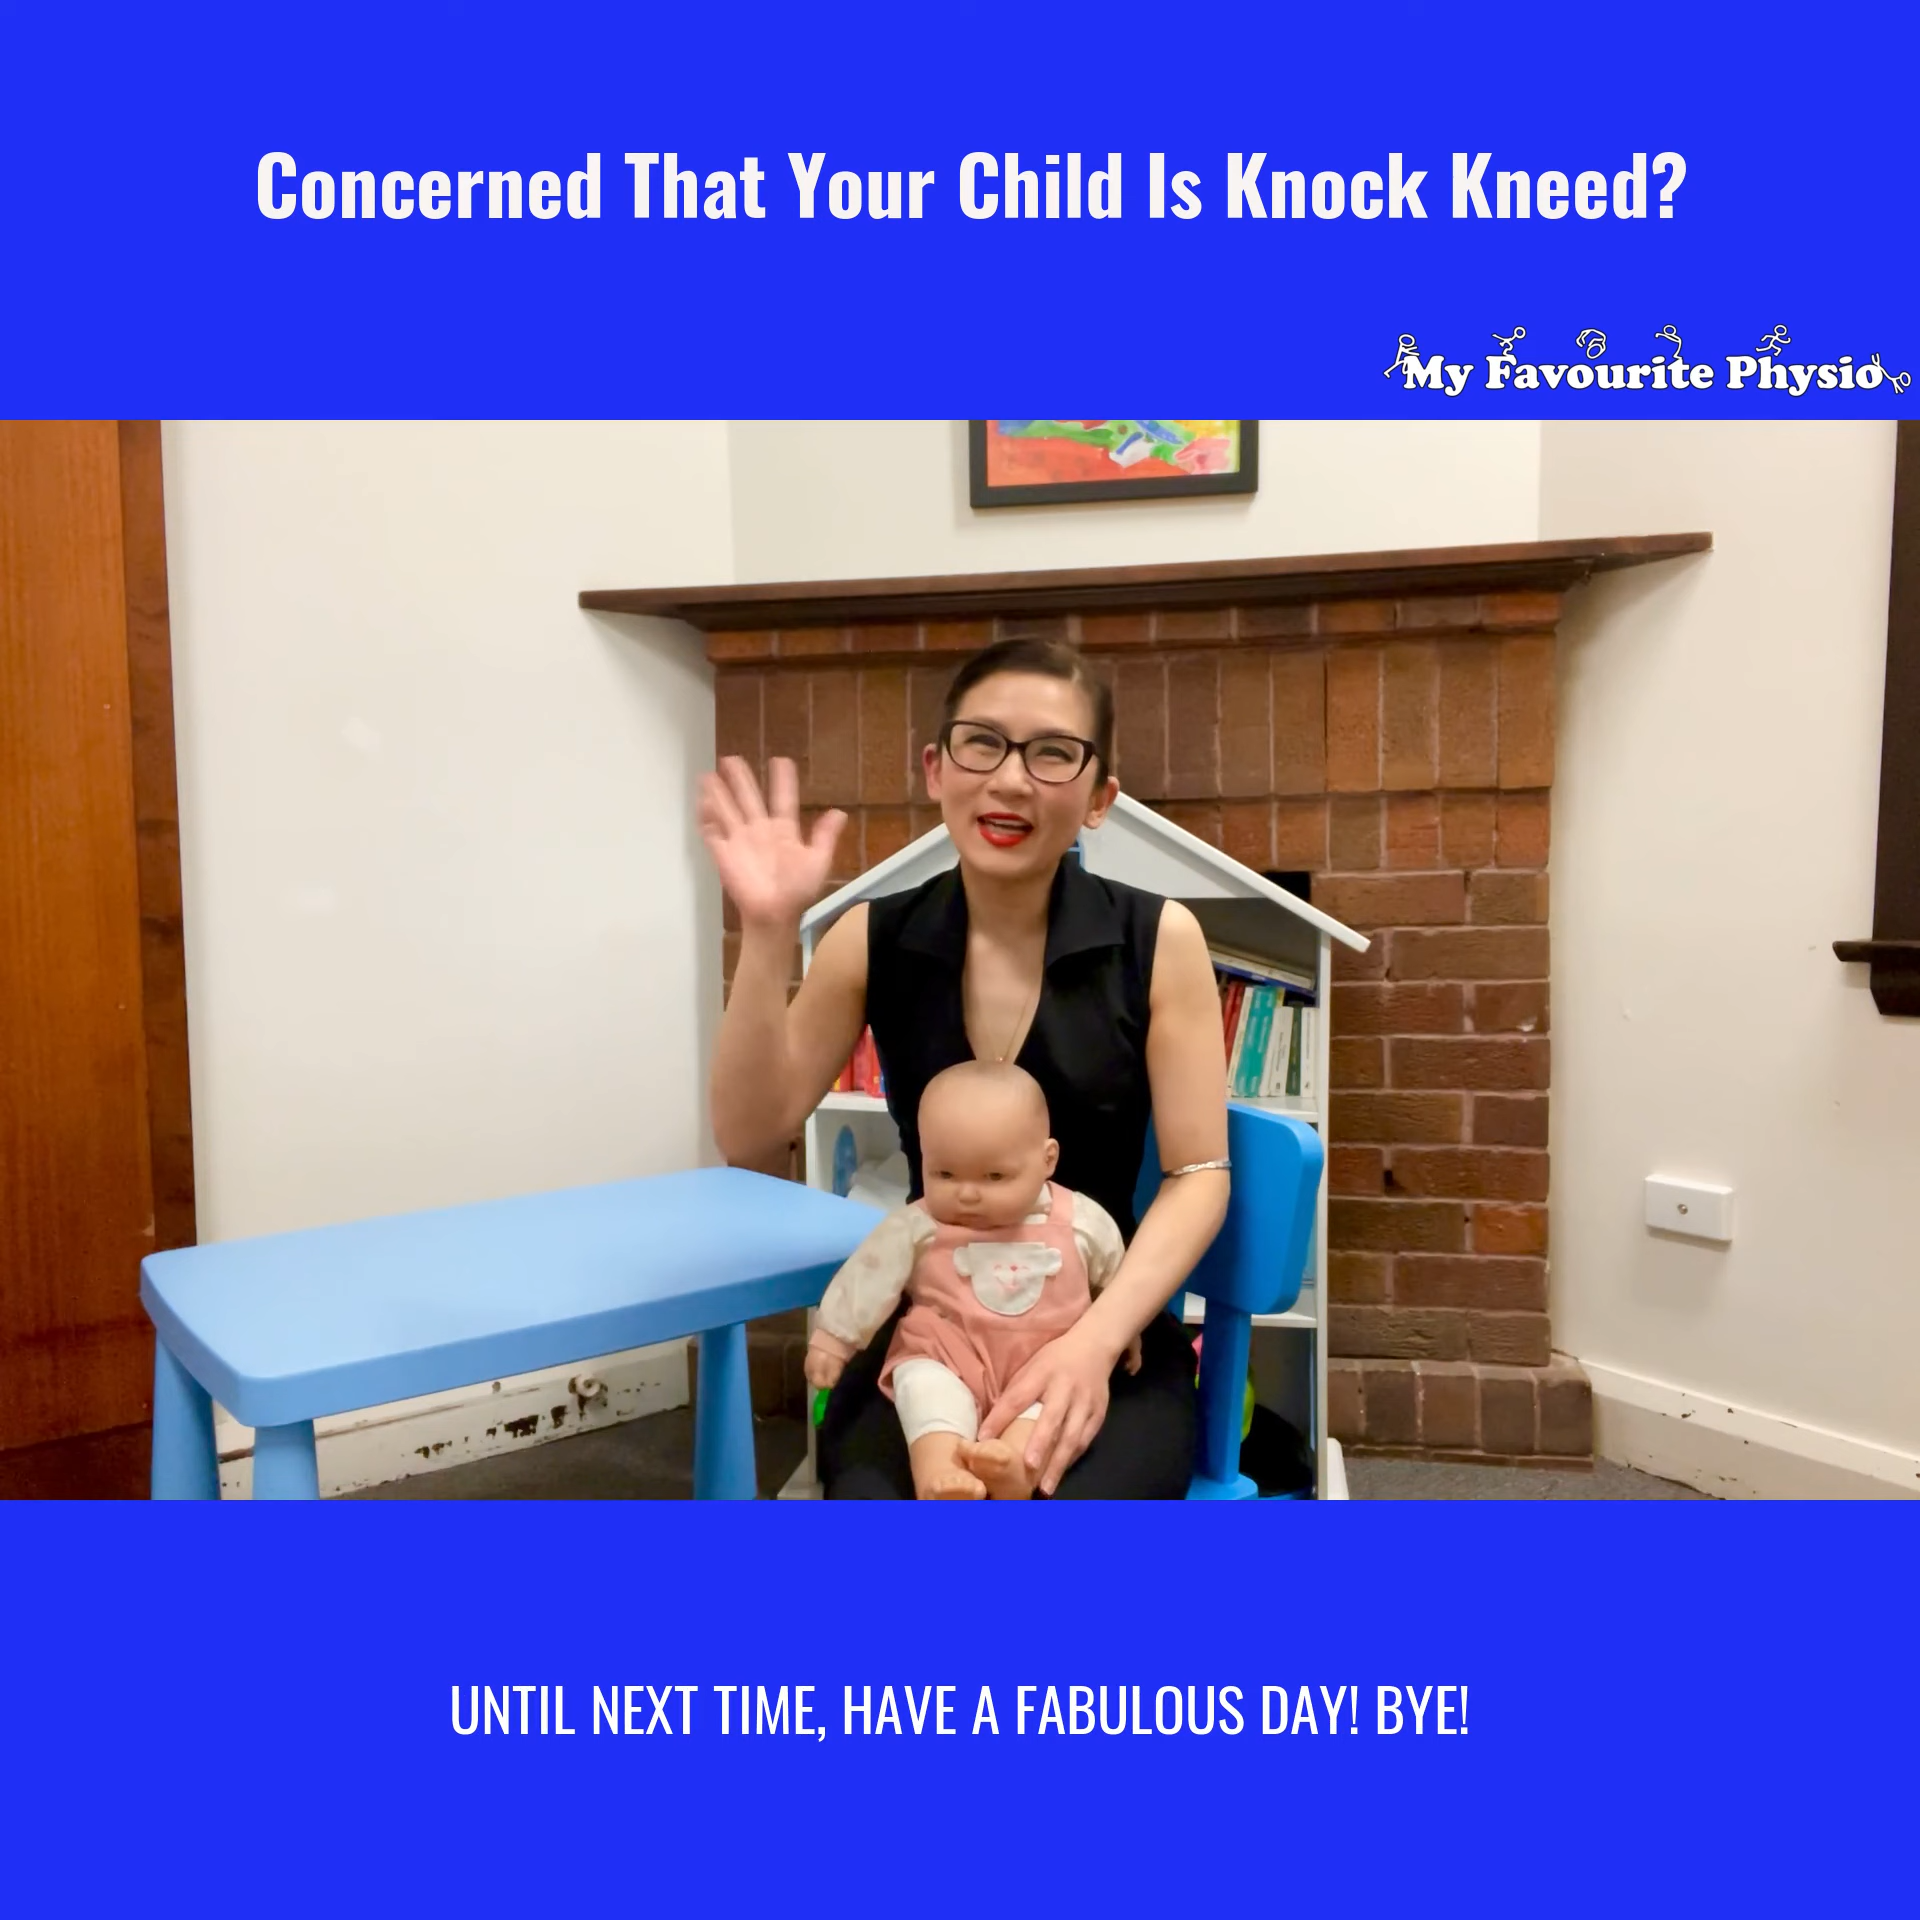 Concerned That Your Child Is Knock Kneed?
My Favourite Physio
UNTIL NEXT TIME, HAVE A FABULOUS DAY! BYE!